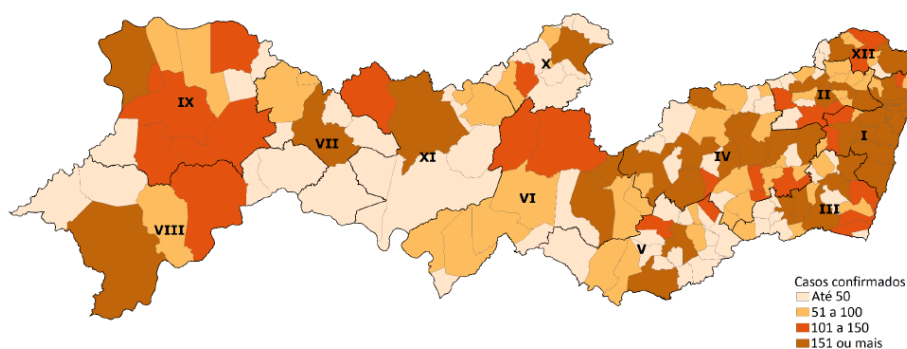 X
XII
IX
II
I
VII
IV
XI
VI
III
VIII
V
Casos confirmados
Até 50
51 a 100
101 a 150
151 ou mais